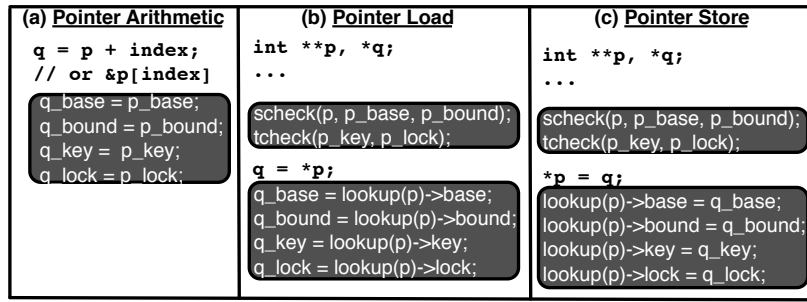 (a) Pointer Arithmetic
q = p + index;
// or &p[index]
q_base = p_base;
q_bound = p_bound;
q_key = p_key;
q_lock = p_lock;
(b) Pointer Load
int **p, *q;
...
scheck(p, p_base, p_bound);
tcheck(p_key, p_lock);
q = *p;
q_base = lookup(p)->base;
q_bound = lookup(p)->bound;
q_key = lookup(p)->key;
q_lock = lookup(p)->lock;
(c) Pointer Store
int **p, *q;
...
scheck(p, p_base, p_bound);
tcheck(p_key, p_lock);
*p = q;
lookup(p)->base = q_base;
lookup(p)->bound = q_bound;
lookup(p)->key = q_key;
lookup(p)->lock = q_lock;